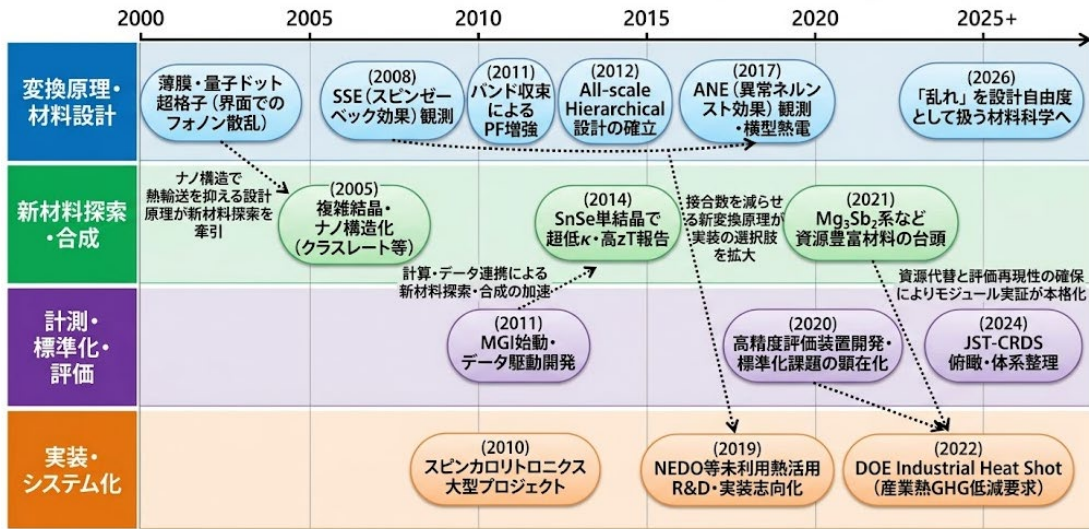 2000 2005 2010 2015 2020 2025+
変換原理・
材料設計
薄膜・量子ドット
超格子（界面での
フォノン散乱）
(2008)
SSE（スピンゼー
ベック効果）観測
(2011)
バンド収束
による
PF増強
(2012)
All-scale
Hierarchical
設計の確立
(2017)
ANE（異常ネルン
スト効果）観測
・横型熱電
(2026)
「乱れ」を設計自由度
として扱う材料科学へ
新材料探索
・合成
ナノ構造で
熱輸送を抑える設計
原理が新材料探索を
牽引
(2005)
複雑結晶・
ナノ構造化
（クラスレート等）
(2014)
SnSe単結晶で
超低κ・高zT報告
計算・データ連携による
新材料探索・合成の加速
接合数を減らせ
る新変換原理が
実装の選択肢
を拡大
(2021)
Mg₃Sb₂系など
資源豊富材料の台頭
資源代替と評価再現性の確保
によりモジュール実証が本格化
計測・
標準化・
評価
(2011)
MGI始動・
データ駆動開発
(2020)
高精度評価装置開発・
標準化課題の顕在化
(2024)
JST-CRDS
俯瞰・体系整理
実装・
システム化
(2010)
スピンカロリトロニクス
大型プロジェクト
(2019)
NEDO等未利用熱活用
R&D・実装志向化
(2022)
DOE Industrial Heat Shot
（産業熱GHG低減要求）